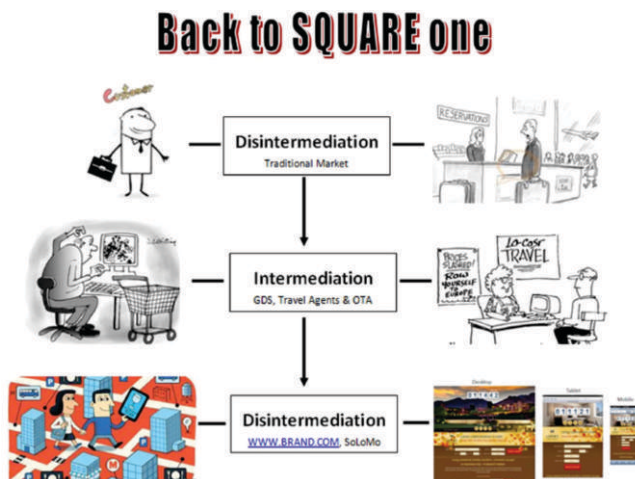 Back to SQUARE one
Customer
Disintermediation
Traditional Market
RESERVATIONS
Intermediation
GDS, Travel Agents & OTA
PRICES
SLASHED!
ROW
YOURSELF
TO
EUROPE
LO-COST
TRAVEL
Disintermediation
WWW.BRAND.COM, SoLoMo
Desktop
Tablet
Mobile